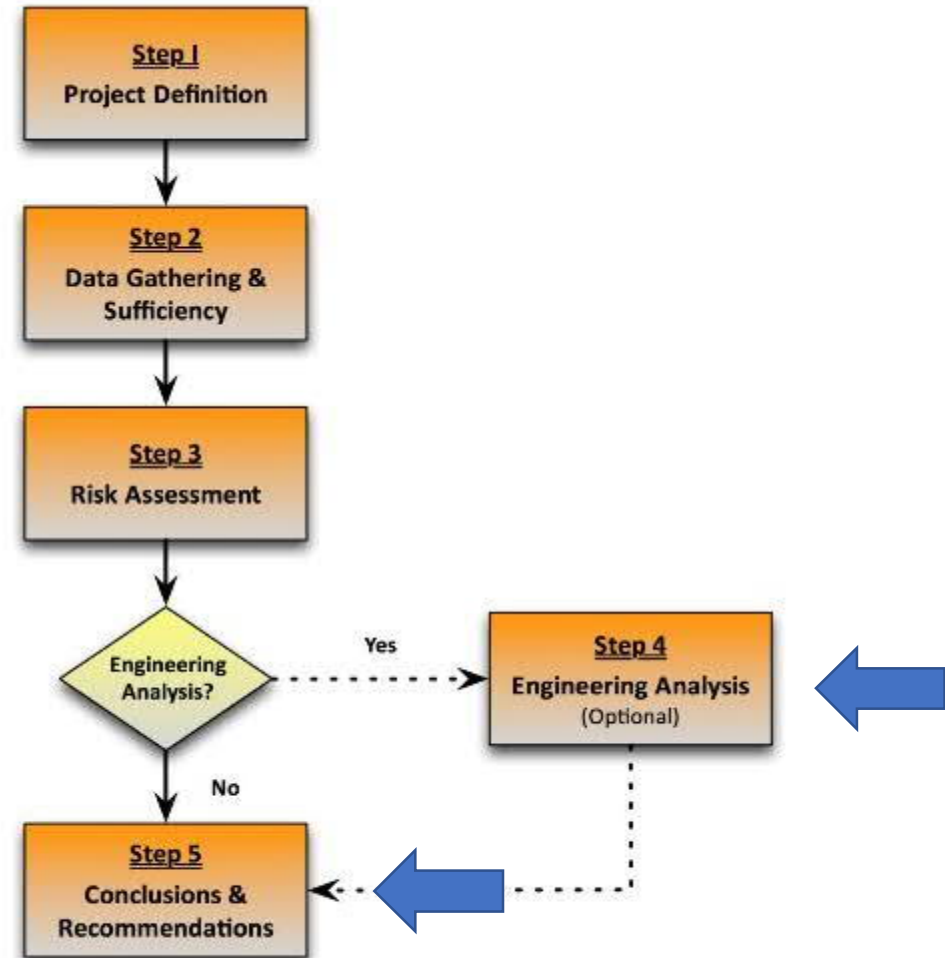 Step I
Project Definition
Step 2
Data Gathering &
Sufficiency
Step 3
Risk Assessment
Engineering
Analysis?
Yes
Step 4
Engineering Analysis
(Optional)
No
Step 5
Conclusions &
Recommendations